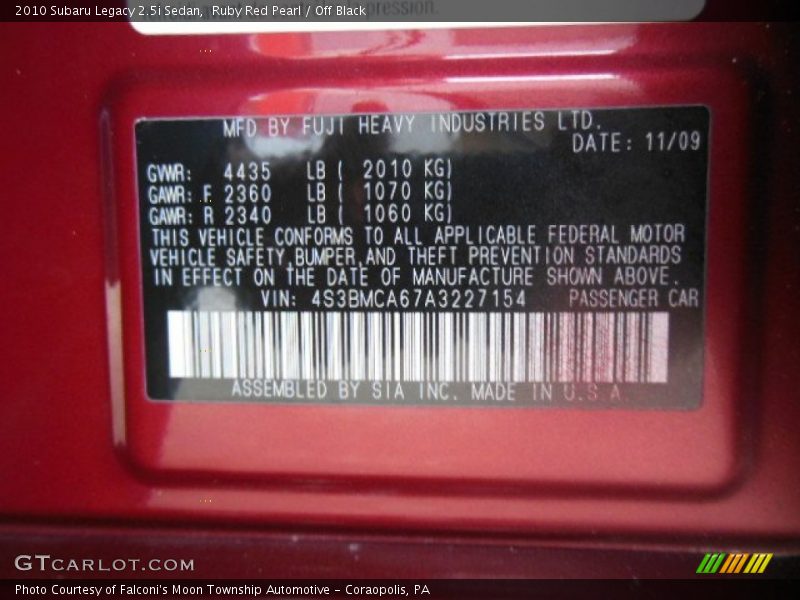 2010 Subaru Legacy 2.5i Sedan, Ruby Red Pearl / Off Black
pression.
MFD BY FUJI HEAVY INDUSTRIES LTD.
DATE: 11/09
GVWR: 4435 LB ( 2010 KG)
GAWR: F 2360 LB ( 1070 KG)
GAWR: R 2340 LB ( 1060 KG)
THIS VEHICLE CONFORMS TO ALL APPLICABLE FEDERAL MOTOR
VEHICLE SAFETY,BUMPER,AND THEFT PREVENTION STANDARDS
IN EFFECT ON THE DATE OF MANUFACTURE SHOWN ABOVE.
VIN: 4S3BMCA67A3227154 PASSENGER CAR
ASSEMBLED BY SIA INC. MADE IN U.S.A.
GTCARLOT.COM
Photo Courtesy of Falconi's Moon Township Automotive - Coraopolis, PA